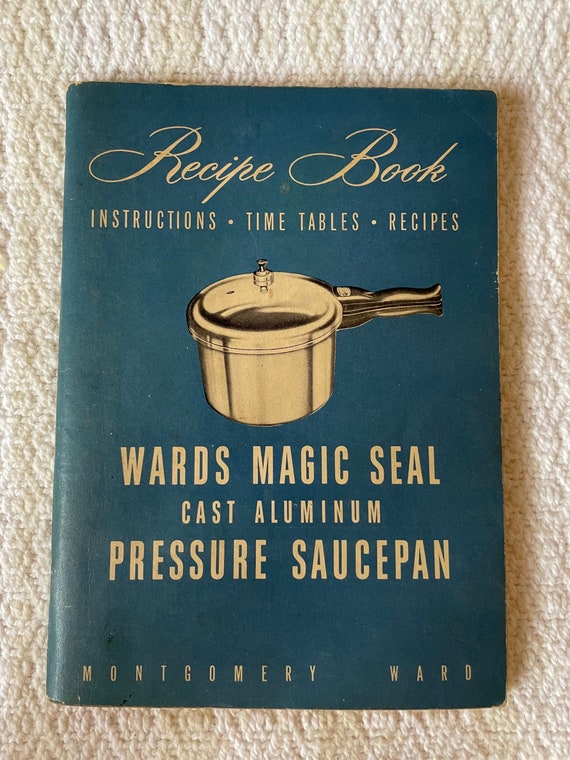 Recipe Book
INSTRUCTIONS • TIME TABLES • RECIPES
WARDS MAGIC SEAL
CAST ALUMINUM
PRESSURE SAUCEPAN
MONTGOMERY WARD